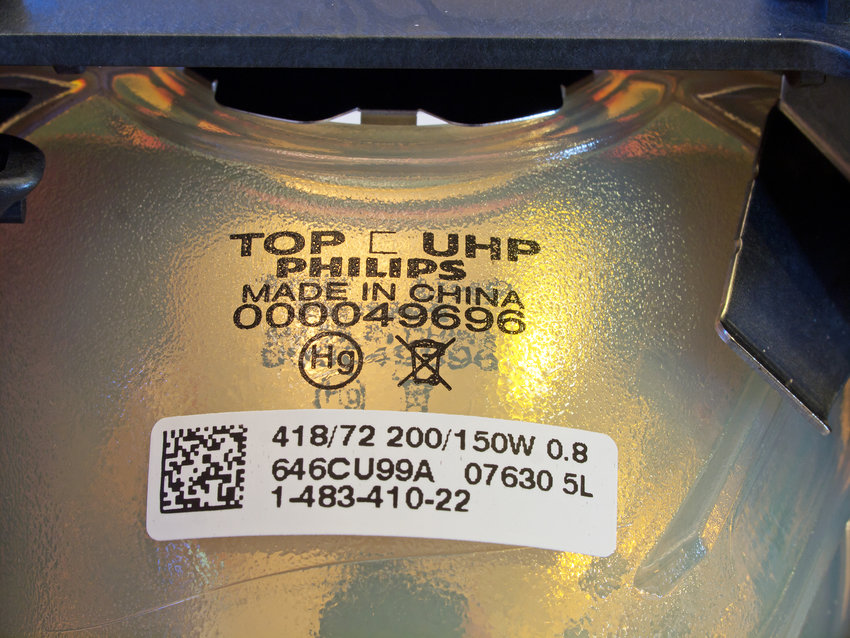 TOP UHP
PHILIPS
MADE IN CHINA
000049696
Hg
418/72 200/150W 0.8
646CU99A 07630 5L
1-483-410-22